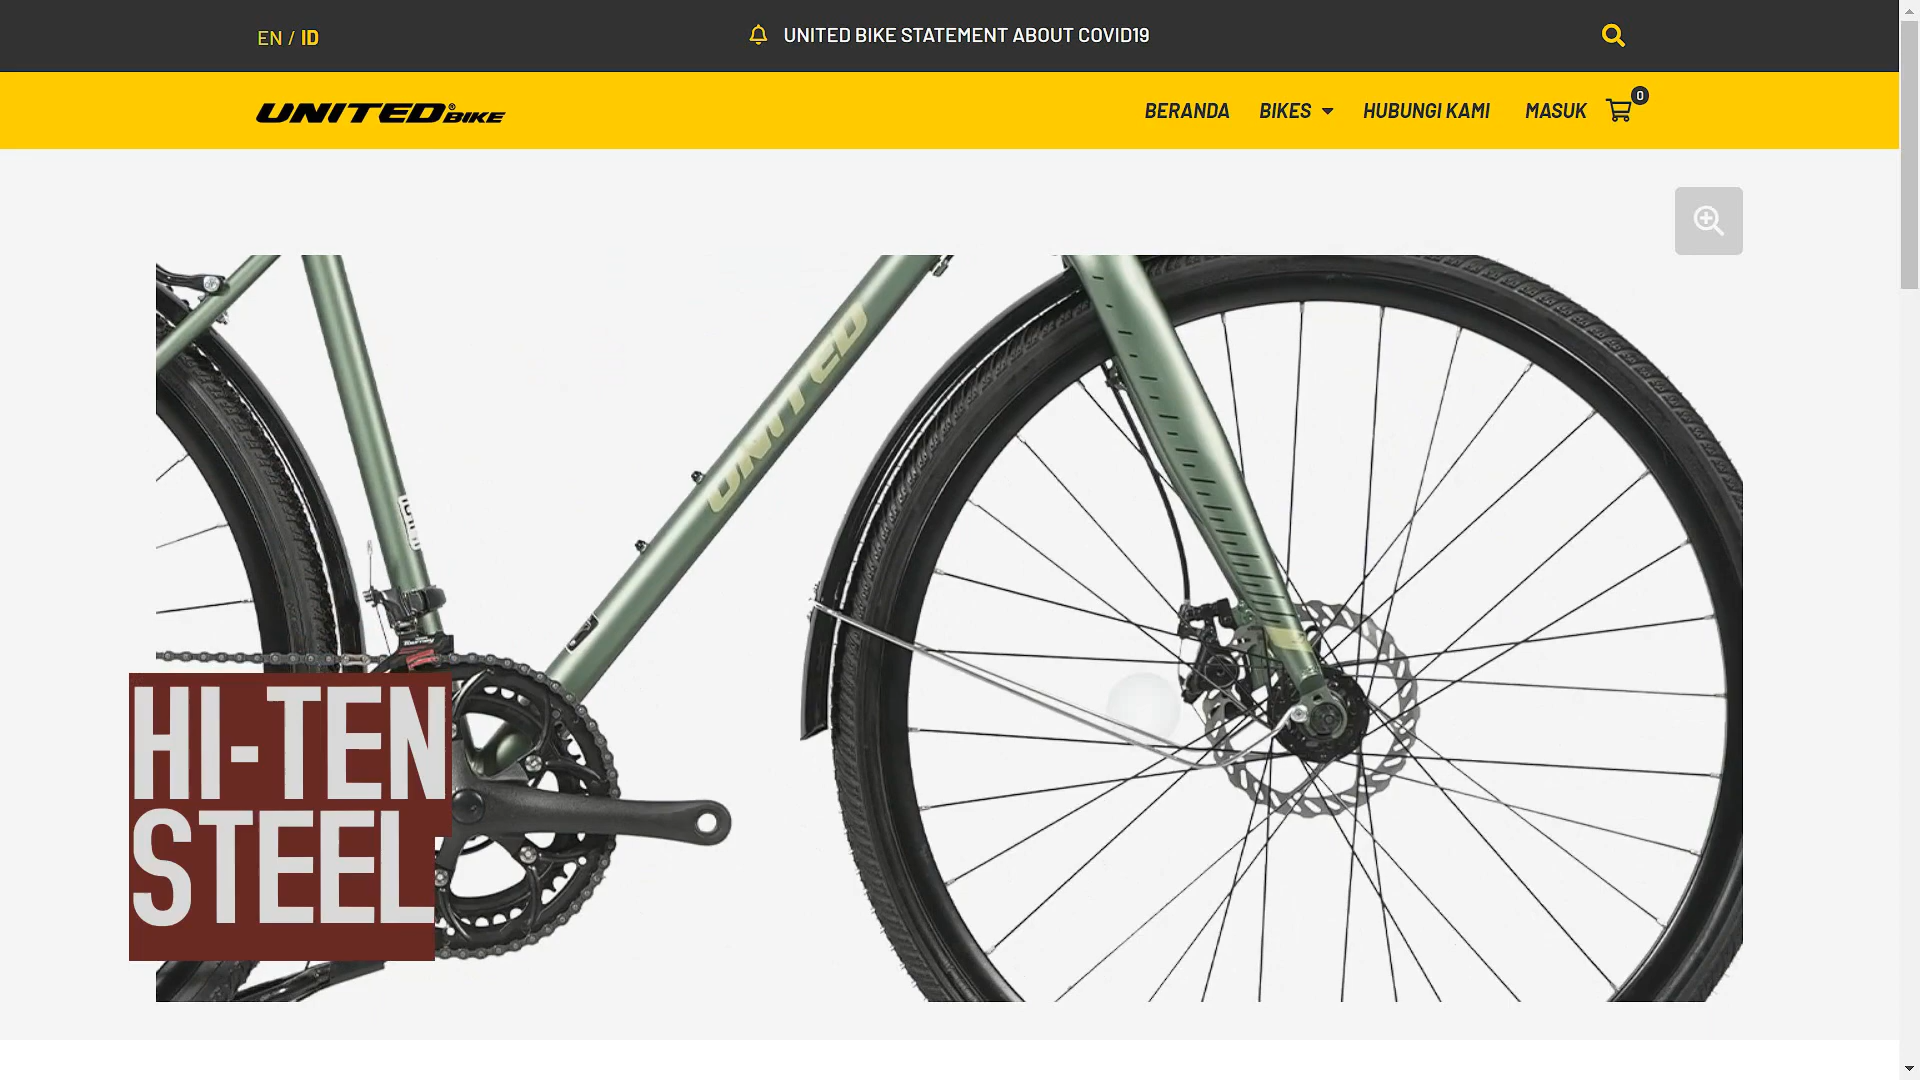 EN / ID
UNITED BIKE STATEMENT ABOUT COVID19
UNITED® BIKE
BERANDA
BIKES
HUBUNGI KAMI
MASUK
0
UNITED
HI-TEN
STEEL